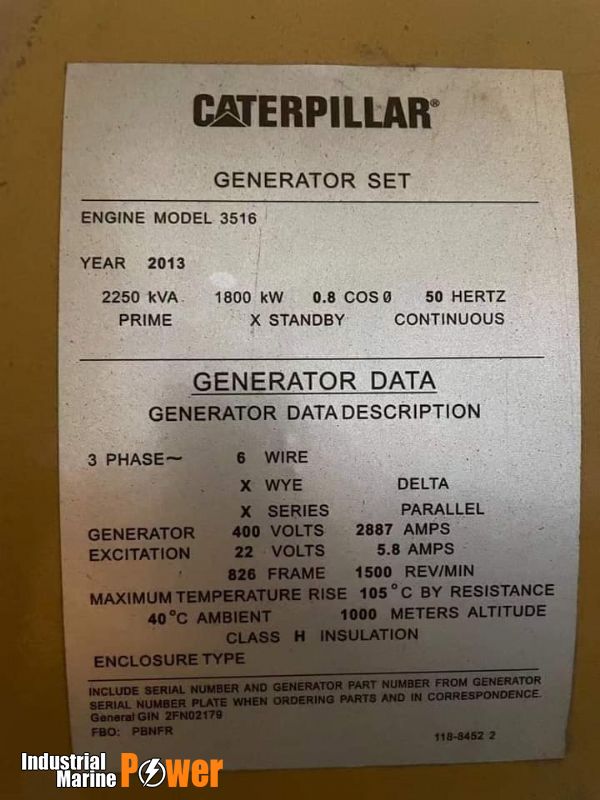 CATERPILLAR®
GENERATOR SET
ENGINE MODEL 3516
YEAR 2013
2250 kVA 1800 kW 0.8 COS Ø 50 HERTZ
PRIME X STANDBY CONTINUOUS
GENERATOR DATA
GENERATOR DATA DESCRIPTION
3 PHASE~ 6 WIRE
X WYE DELTA
X SERIES PARALLEL
GENERATOR 400 VOLTS 2887 AMPS
EXCITATION 22 VOLTS 5.8 AMPS
826 FRAME 1500 REV/MIN
MAXIMUM TEMPERATURE RISE 105°C BY RESISTANCE
40°C AMBIENT 1000 METERS ALTITUDE
CLASS H INSULATION
ENCLOSURE TYPE
INCLUDE SERIAL NUMBER AND GENERATOR PART NUMBER FROM GENERATOR
SERIAL NUMBER PLATE WHEN ORDERING PARTS AND IN CORRESPONDENCE.
General GIN 2FN02179
FBO: PBNFR 118-8452 2
Industrial
Marine Power